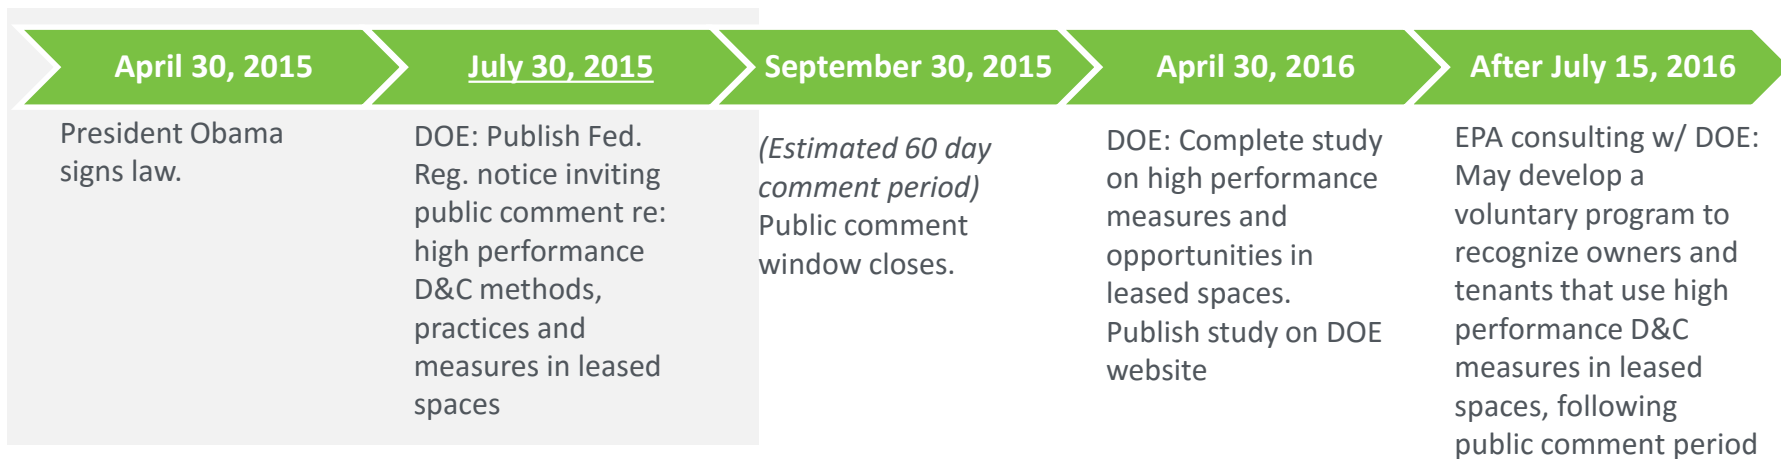 April 30, 2015
July 30, 2015
September 30, 2015
April 30, 2016
After July 15, 2016
President Obama
signs law.
DOE: Publish Fed.
Reg. notice inviting
public comment re:
high performance
D&C methods,
practices and
measures in leased
spaces
(Estimated 60 day
comment period)
Public comment
window closes.
DOE: Complete study
on high performance
measures and
opportunities in
leased spaces.
Publish study on DOE
website
EPA consulting w/ DOE:
May develop a
voluntary program to
recognize owners and
tenants that use high
performance D&C
measures in leased
spaces, following
public comment period